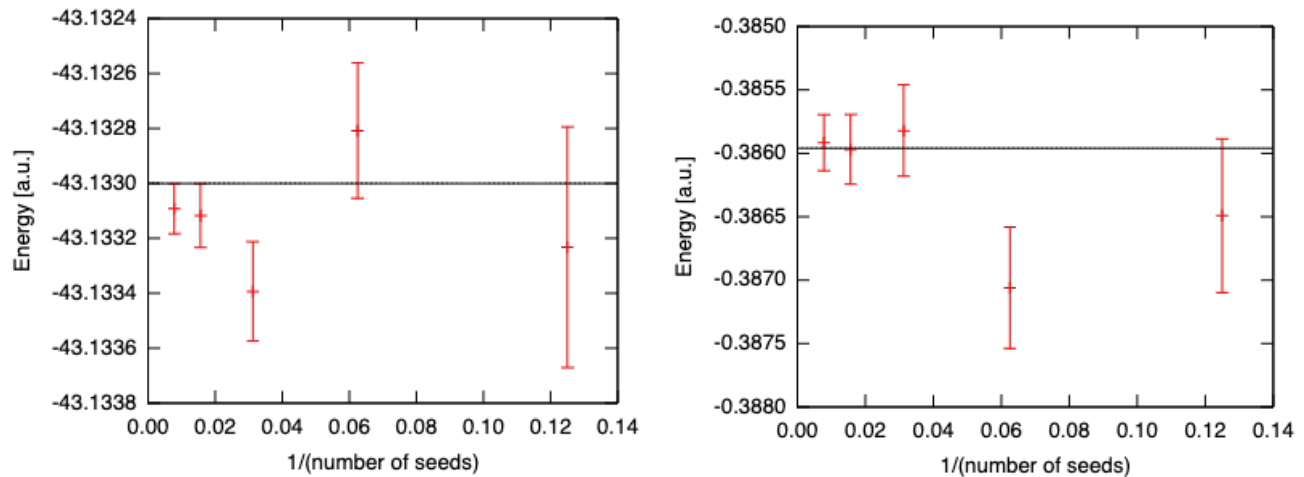 -43.1324
-43.1326
-43.1328
-43.1330
-43.1332
-43.1334
-43.1336
-43.1338
Energy [a.u.]
0.00 0.02 0.04 0.06 0.08 0.10 0.12 0.14
1/(number of seeds)
-0.3850
-0.3855
-0.3860
-0.3865
-0.3870
-0.3875
-0.3880
Energy [a.u.]
0.00 0.02 0.04 0.06 0.08 0.10 0.12 0.14
1/(number of seeds)